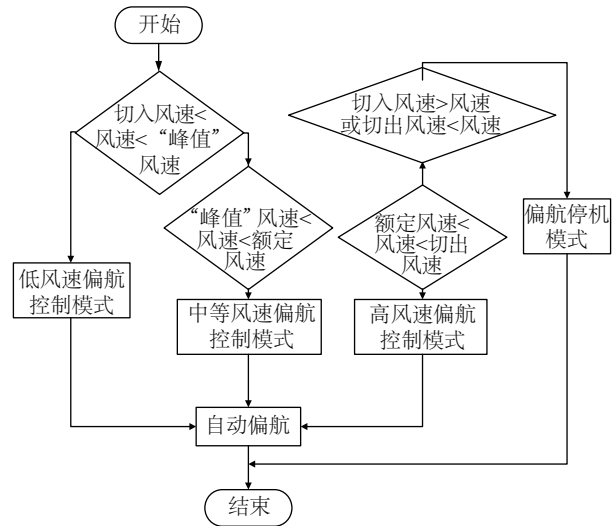 开始
切入风速<
风速<“峰值”
风速
切入风速>风速
或切出风速<风速
“峰值”风速<
风速<额定
风速
额定风速<
风速<切出
风速
偏航停机
模式
低风速偏航
控制模式
中等风速偏航
控制模式
高风速偏航
控制模式
自动偏航
结束